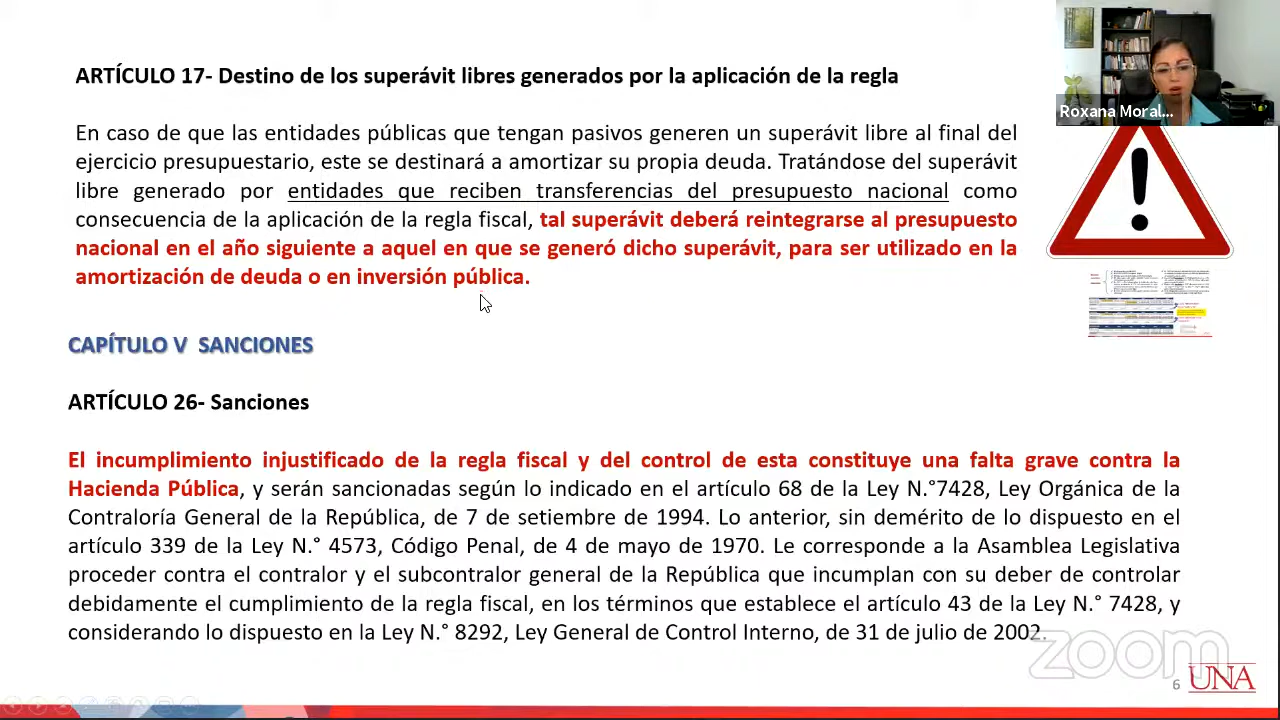 ARTÍCULO 17- Destino de los superávit libres generados por la aplicación de la regla
Roxana Moral...
En caso de que las entidades públicas que tengan pasivos generen un superávit libre al final del
ejercicio presupuestario, este se destinará a amortizar su propia deuda. Tratándose del superávit
libre generado por entidades que reciben transferencias del presupuesto nacional como
consecuencia de la aplicación de la regla fiscal, tal superávit deberá reintegrarse al presupuesto
nacional en el año siguiente a aquel en que se generó dicho superávit, para ser utilizado en la
amortización de deuda o en inversión pública.
CAPÍTULO V SANCIONES
ARTÍCULO 26- Sanciones
El incumplimiento injustificado de la regla fiscal y del control de esta constituye una falta grave contra la
Hacienda Pública, y serán sancionadas según lo indicado en el artículo 68 de la Ley N.°7428, Ley Orgánica de la
Contraloría General de la República, de 7 de setiembre de 1994. Lo anterior, sin demérito de lo dispuesto en el
artículo 339 de la Ley N.° 4573, Código Penal, de 4 de mayo de 1970. Le corresponde a la Asamblea Legislativa
proceder contra el contralor y el subcontralor general de la República que incumplan con su deber de controlar
debidamente el cumplimiento de la regla fiscal, en los términos que establece el artículo 43 de la Ley N.° 7428, y
considerando lo dispuesto en la Ley N.° 8292, Ley General de Control Interno, de 31 de julio de 2002.
zoom
6 UNA